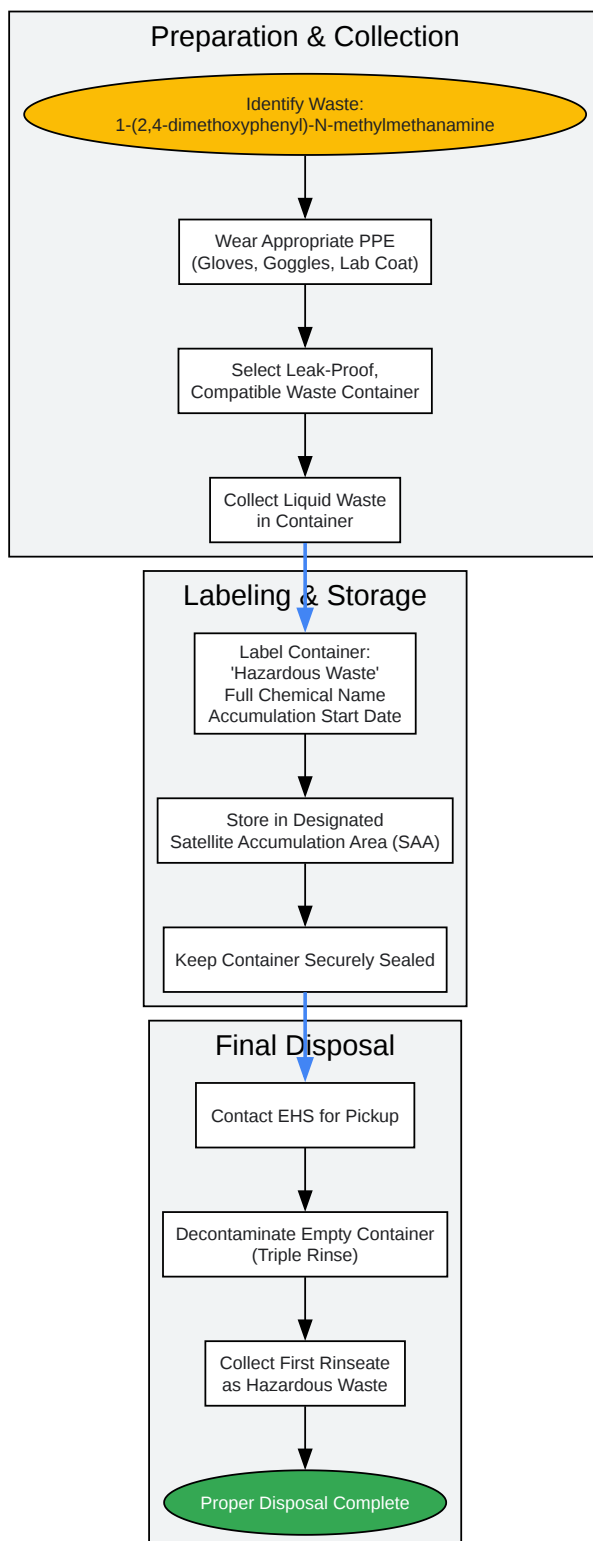 Preparation & Collection
Identify Waste:
1-(2,4-dimethoxyphenyl)-N-methylmethanamine
Wear Appropriate PPE
(Gloves, Goggles, Lab Coat)
Select Leak-Proof,
Compatible Waste Container
Collect Liquid Waste
in Container
Labeling & Storage
Label Container:
'Hazardous Waste'
Full Chemical Name
Accumulation Start Date
Store in Designated
Satellite Accumulation Area (SAA)
Keep Container Securely Sealed
Final Disposal
Contact EHS for Pickup
Decontaminate Empty Container
(Triple Rinse)
Collect First Rinseate
as Hazardous Waste
Proper Disposal Complete